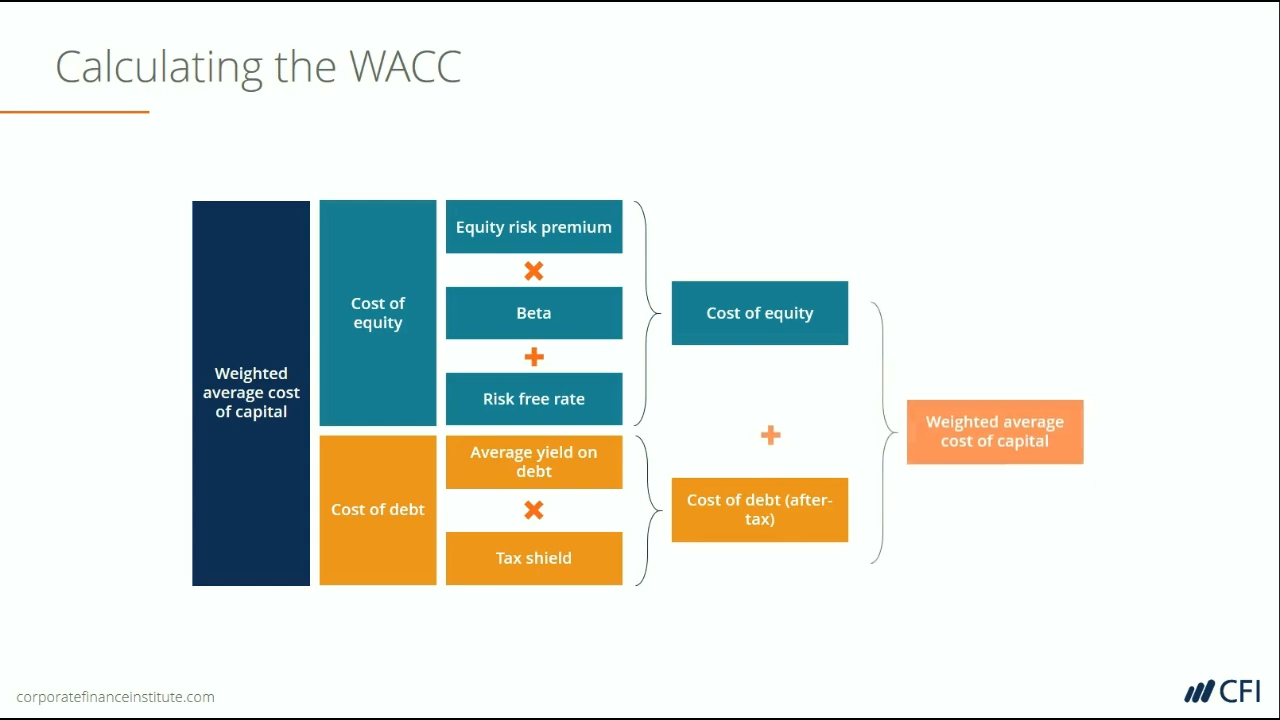 Calculating the WACC
Weighted
average cost
of capital
Cost of
equity
Equity risk premium
Beta
Risk free rate
Cost of debt
Average yield on
debt
Tax shield
Cost of equity
Cost of debt (after-
tax)
Weighted average
cost of capital
corporatefinanceinstitute.com
CFI